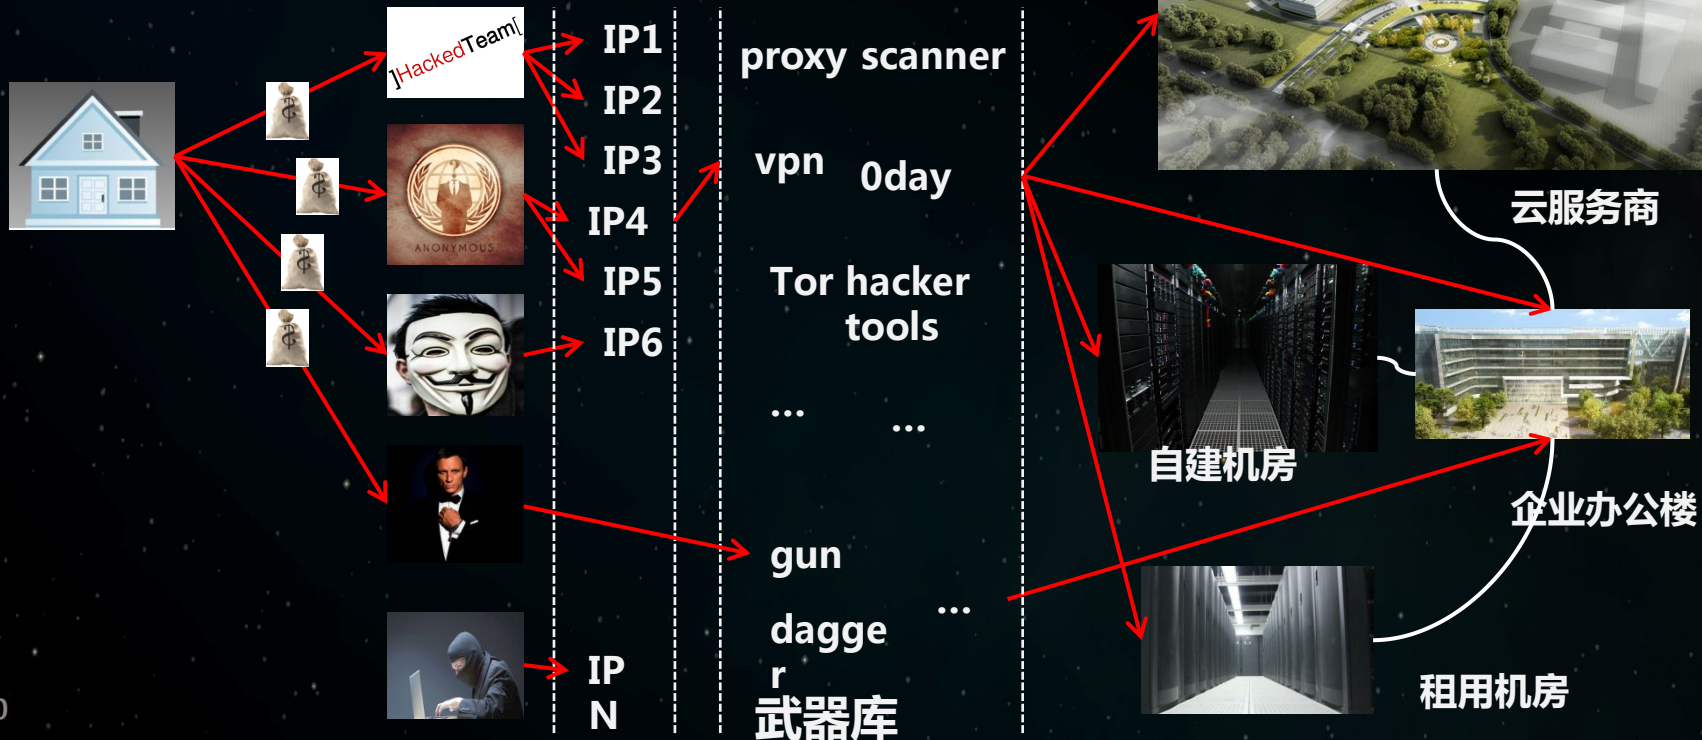 ]HackedTeam[
ANONYMOUS
IP1
IP2
IP3
IP4
IP5
IP6
IP
N
proxy scanner
vpn
0day
Tor hacker
tools
...
...
gun
...
dagge
r
武器库
云服务商
自建机房
企业办公楼
租用机房
0